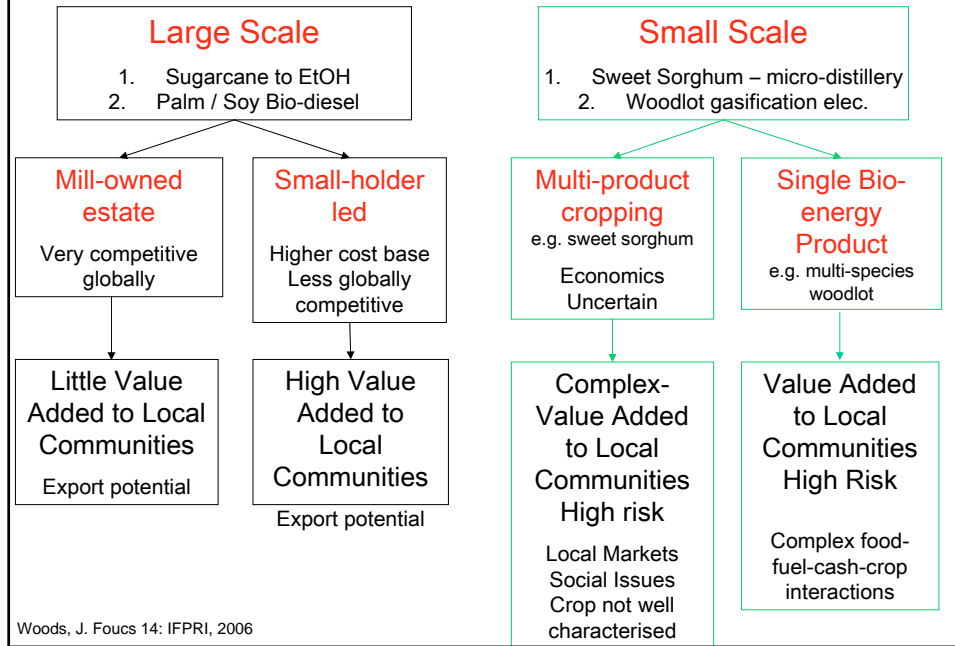 Large Scale
1. Sugarcane to EtOH
2. Palm / Soy Bio-diesel
Small Scale
1. Sweet Sorghum – micro-distillery
2. Woodlot gasification elec.
Mill-owned
estate
Very competitive
globally
Small-holder
led
Higher cost base
Less globally
competitive
Multi-product
cropping
e.g. sweet sorghum
Economics
Uncertain
Single Bio-
energy
Product
e.g. multi-species
woodlot
Little Value
Added to Local
Communities
Export potential
High Value
Added to
Local
Communities
Export potential
Complex-
Value Added
to Local
Communities
High risk
Local Markets
Social Issues
Crop not well
characterised
Value Added
to Local
Communities
High Risk
Complex food-
fuel-cash-crop
interactions
Woods, J. Foucs 14: IFPRI, 2006